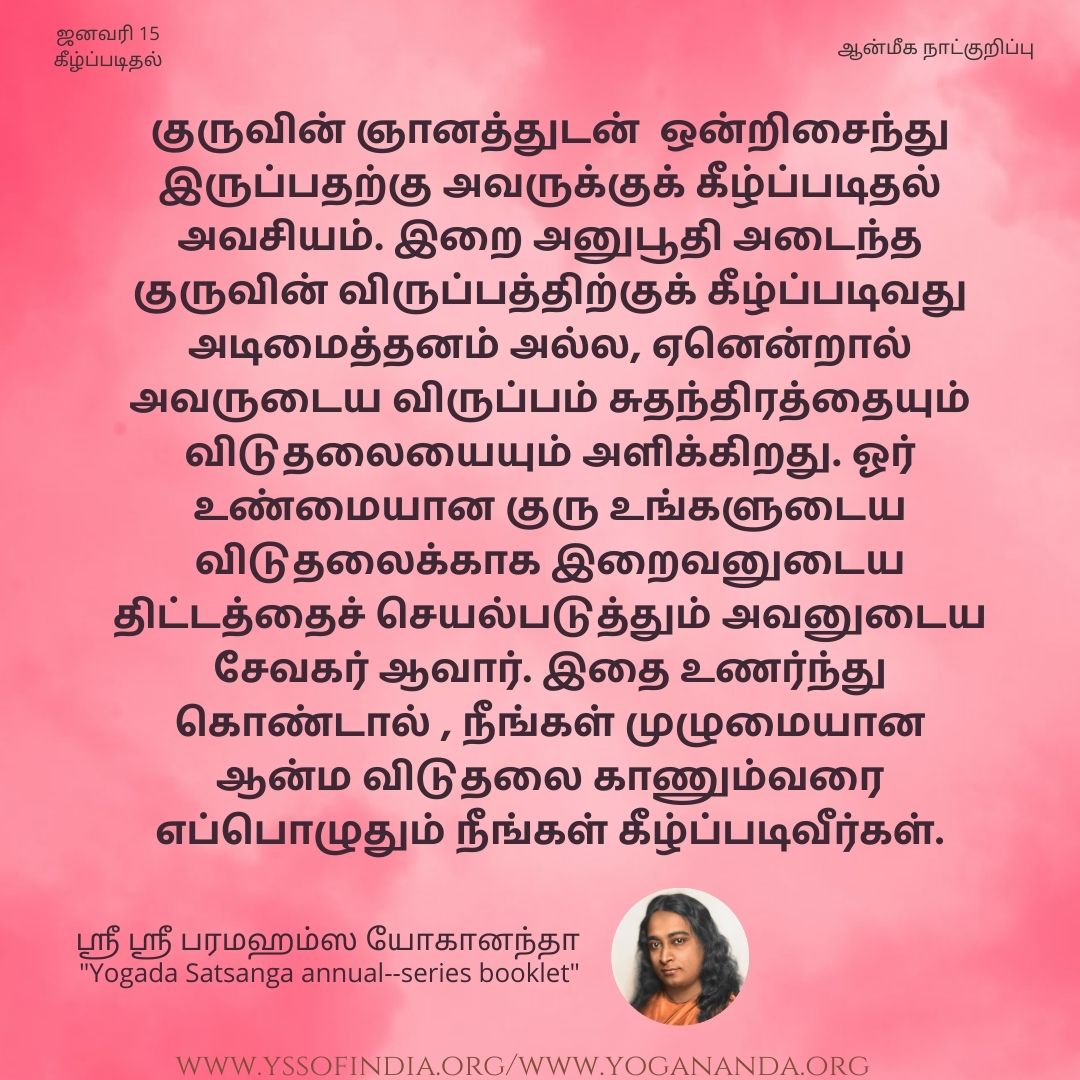 ஜனவரி 15
கீழ்ப்படிதல்
ஆன்மீக நாட்குறிப்பு
குருவின் ஞானத்துடன் ஒன்றிசைந்து
இருப்பதற்கு அவருக்குக் கீழ்ப்படிதல்
அவசியம். இறை அனுபூதி அடைந்த
குருவின் விருப்பத்திற்குக் கீழ்ப்படிவது
அடிமைத்தனம் அல்ல, ஏனென்றால்
அவருடைய விருப்பம் சுதந்திரத்தையும்
விடுதலையையும் அளிக்கிறது. ஓர்
உண்மையான குரு உங்களுடைய
விடுதலைக்காக இறைவனுடைய
திட்டத்தைச் செயல்படுத்தும் அவனுடைய
சேவகர் ஆவார். இதை உணர்ந்து
கொண்டால் , நீங்கள் முழுமையான
ஆன்ம விடுதலை காணும்வரை
எப்பொழுதும் நீங்கள் கீழ்ப்படிவீர்கள்.
ஸ்ரீ ஸ்ரீ பரமஹம்ஸ யோகானந்தா
"Yogada Satsanga annual--series booklet"
WWW.YSSOFINDIA.ORG/WWW.YOGANANDA.ORG